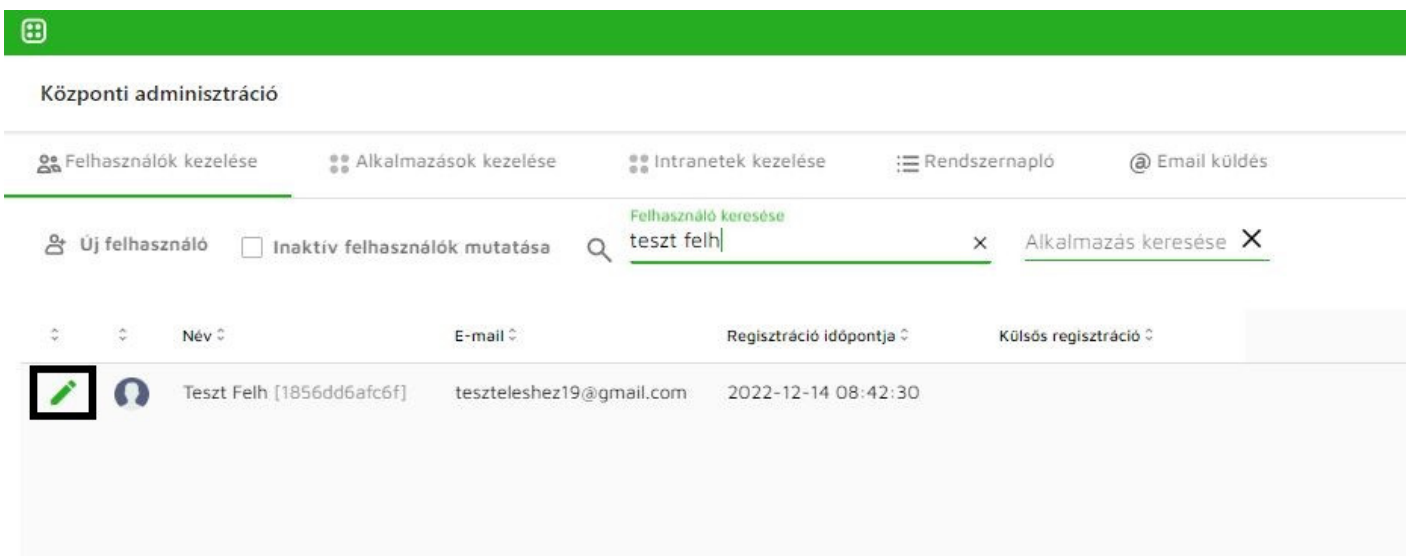 Központi adminisztráció
Felhasználók kezelése Alkalmazások kezelése Intranetek kezelése Rendszernapló @ Email küldés
Felhasználó keresése
Új felhasználó Inaktív felhasználók mutatása teszt felh Alkalmazás keresése
Név E-mail Regisztráció időpontja Külsős regisztráció
Teszt Felh [1856dd6afc6f] teszteleshez19@gmail.com 2022-12-14 08:42:30